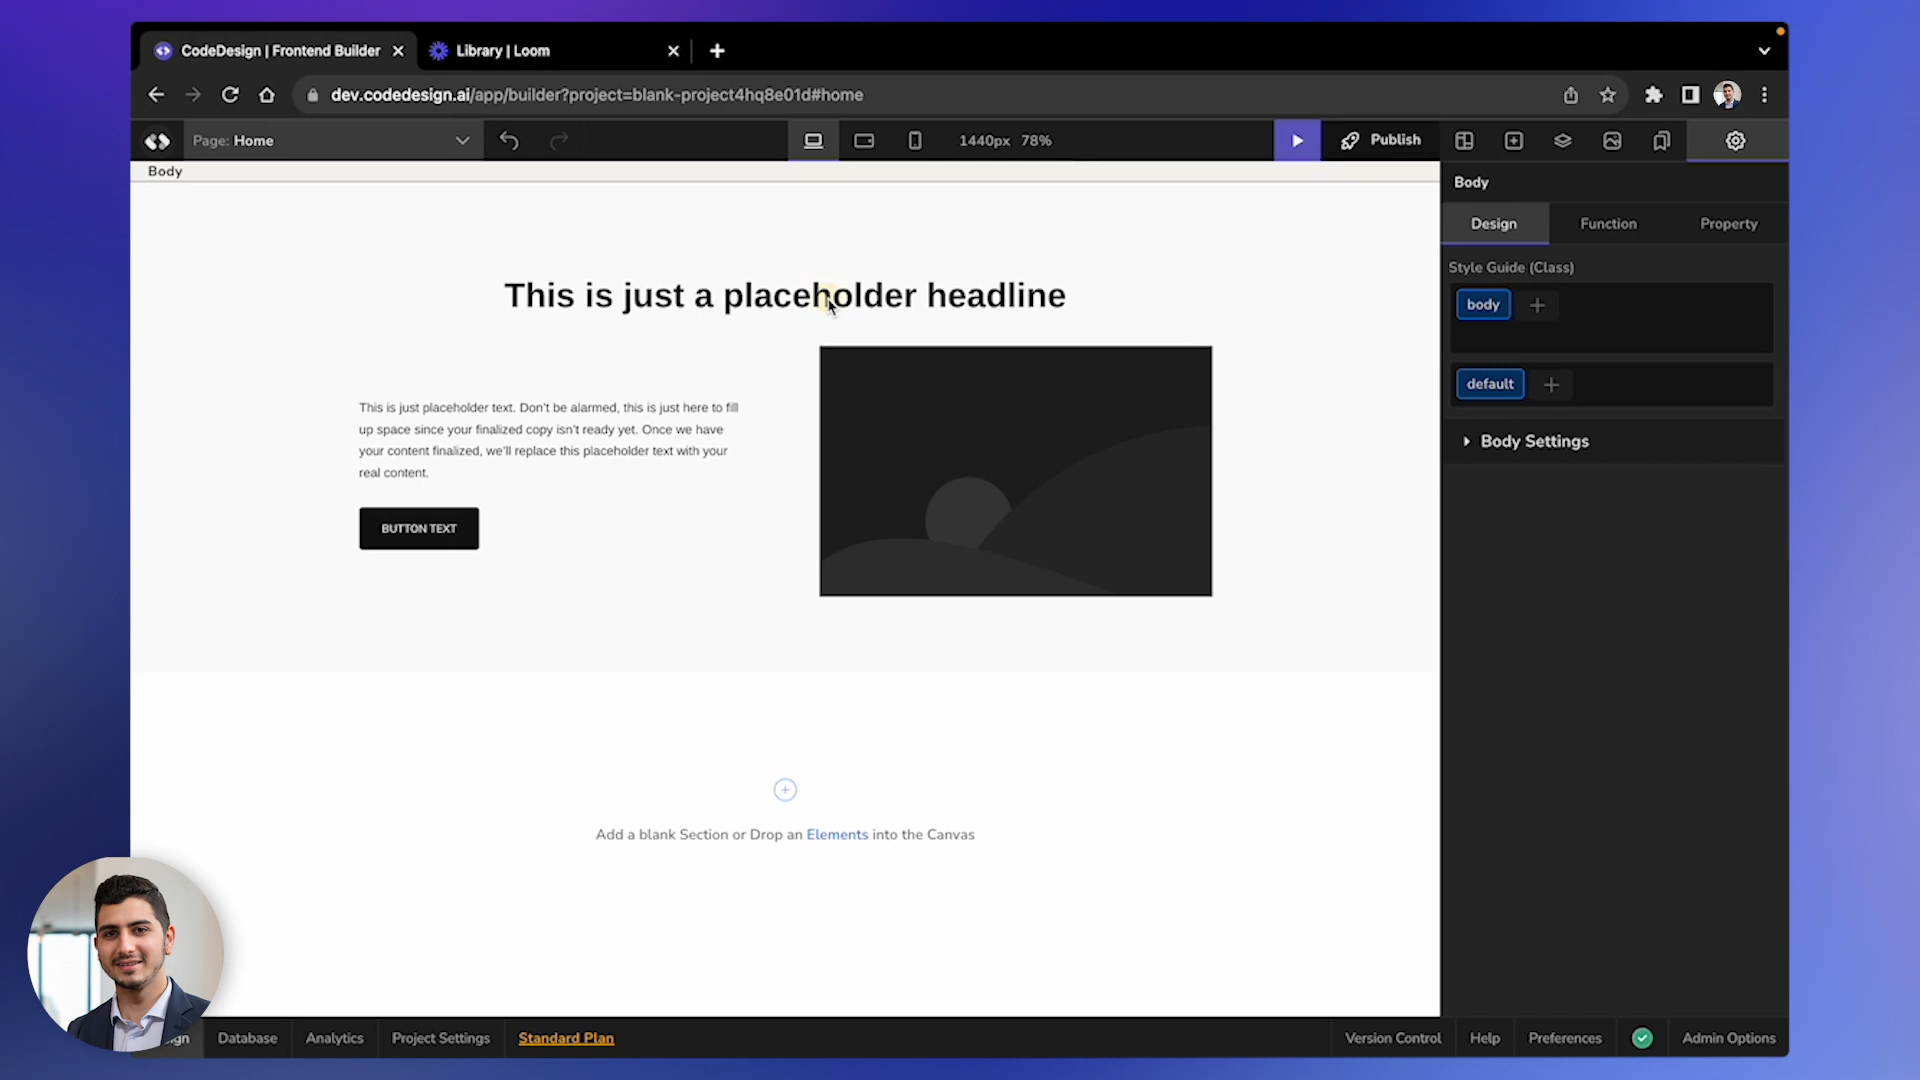 CodeDesign | Frontend Builder
Library | Loom
dev.codedesign.ai/app/builder?project=blank-project4hq8e01d#home
Page: Home
1440px 78%
Publish
Body
Body
Design Function Property
Style Guide (Class)
body
default
Body Settings
This is just a placeholder headline
This is just placeholder text. Don't be alarmed, this is just here to fill
up space since your finalized copy isn't ready yet. Once we have
your content finalized, we'll replace this placeholder text with your
real content.
BUTTON TEXT
Add a blank Section or Drop an Elements into the Canvas
Database Analytics Project Settings Standard Plan Version Control Help Preferences Admin Options